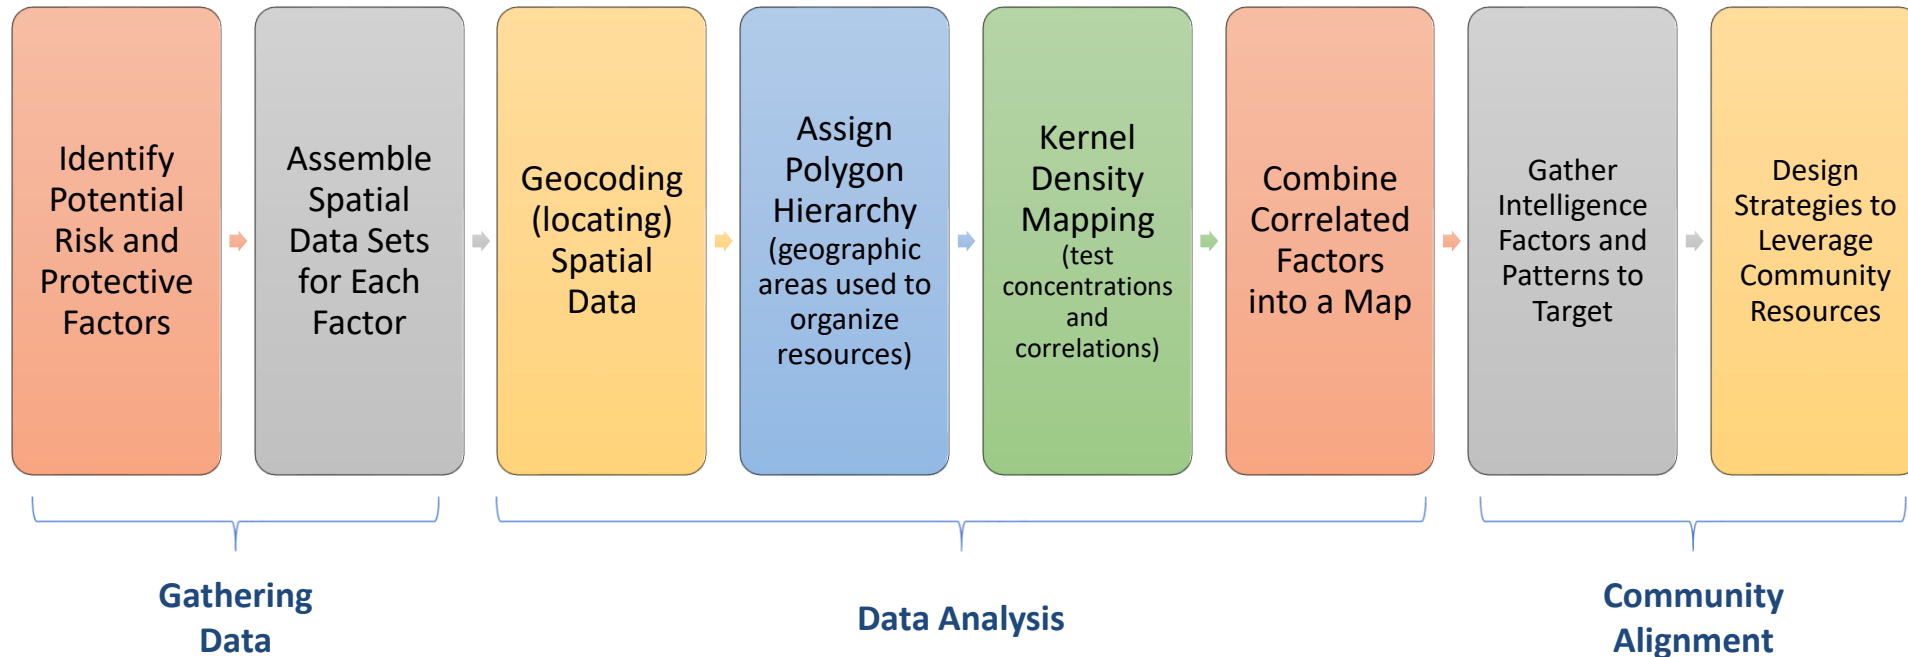 Identify
Potential
Risk and
Protective
Factors
Assemble
Spatial
Data Sets
for Each
Factor
Geocoding
(locating)
Spatial
Data
Assign
Polygon
Hierarchy
(geographic
areas used to
organize
resources)
Kernel
Density
Mapping
(test
concentrations
and
correlations)
Combine
Correlated
Factors
into a Map
Gather
Intelligence
Factors and
Patterns to
Target
Design
Strategies to
Leverage
Community
Resources
Gathering
Data
Data Analysis
Community
Alignment